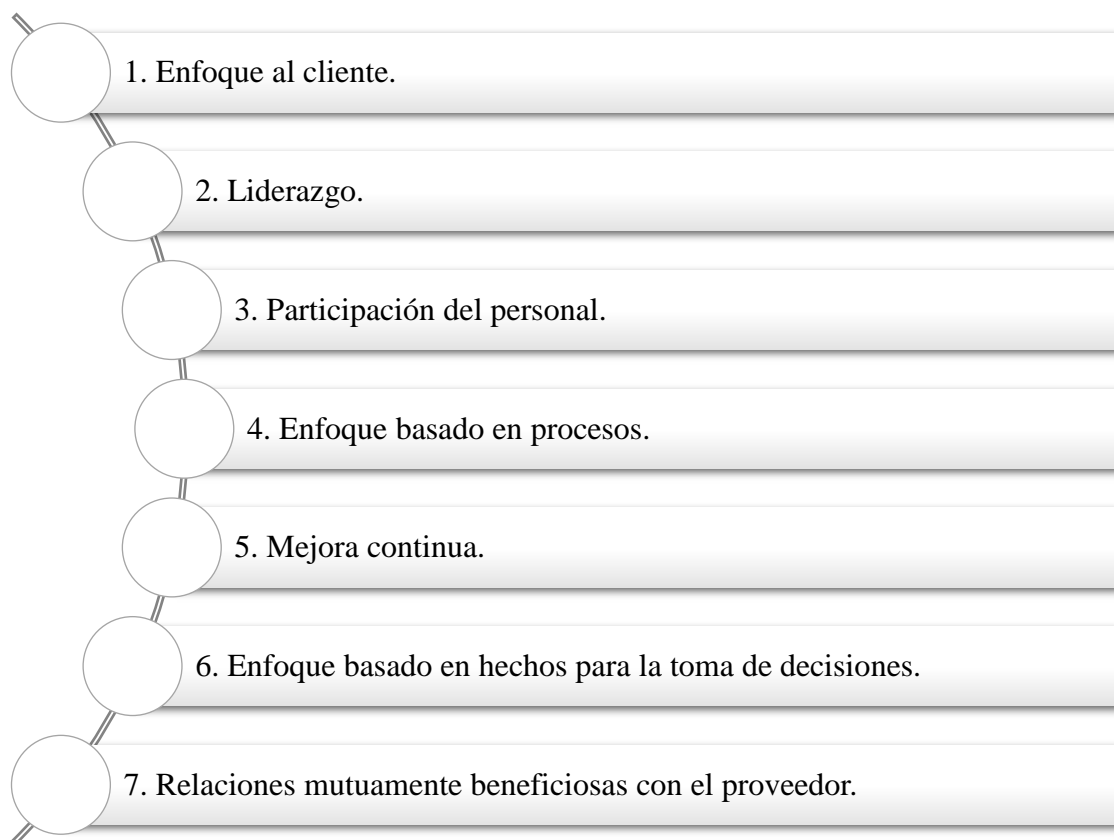 1. Enfoque al cliente.
2. Liderazgo.
3. Participación del personal.
4. Enfoque basado en procesos.
5. Mejora continua.
6. Enfoque basado en hechos para la toma de decisiones.
7. Relaciones mutuamente beneficiosas con el proveedor.